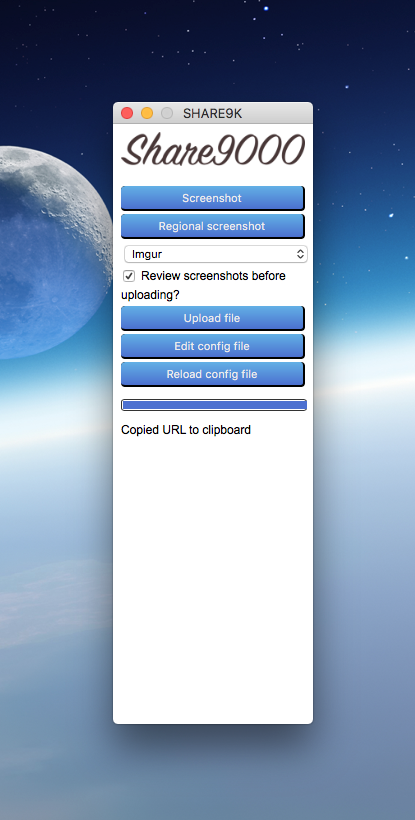 SHARE9K
Share9000
Screenshot
Regional screenshot
Imgur
Review screenshots before
uploading?
Upload file
Edit config file
Reload config file
Copied URL to clipboard